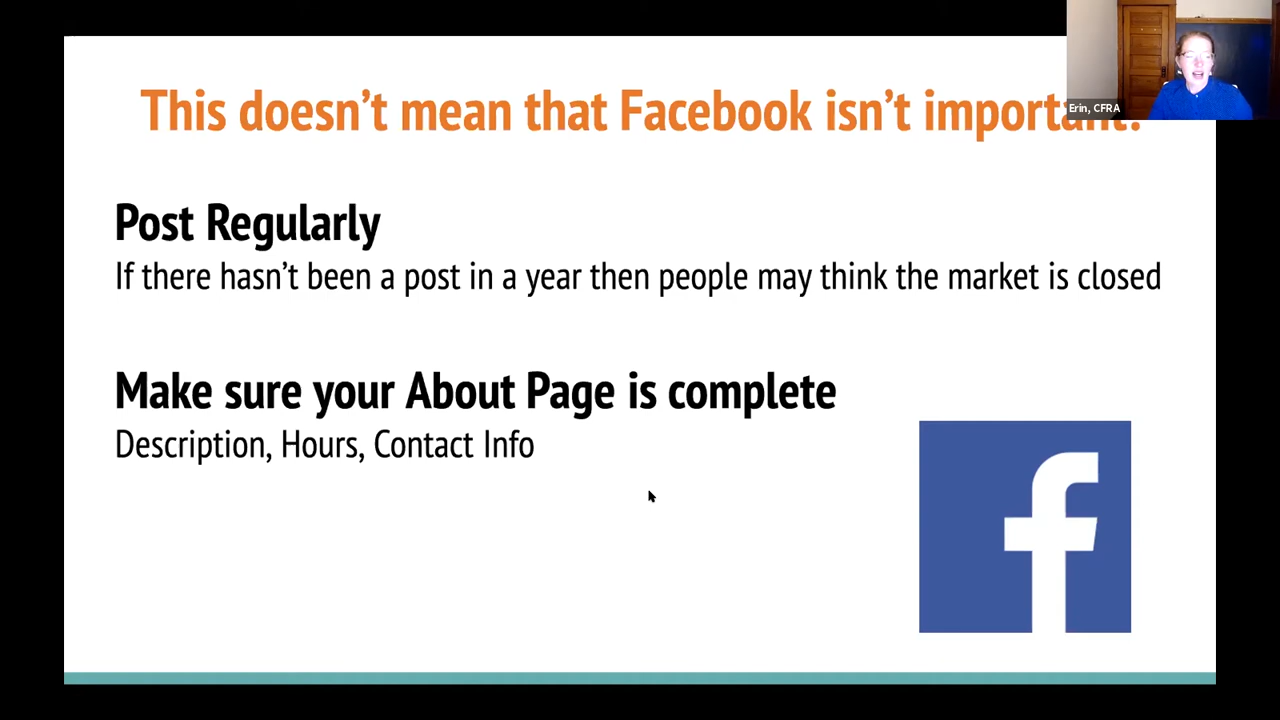 This doesn't mean that Facebook isn't important!
Erin, CFRA
Post Regularly
If there hasn't been a post in a year then people may think the market is closed
Make sure your About Page is complete
Description, Hours, Contact Info
f